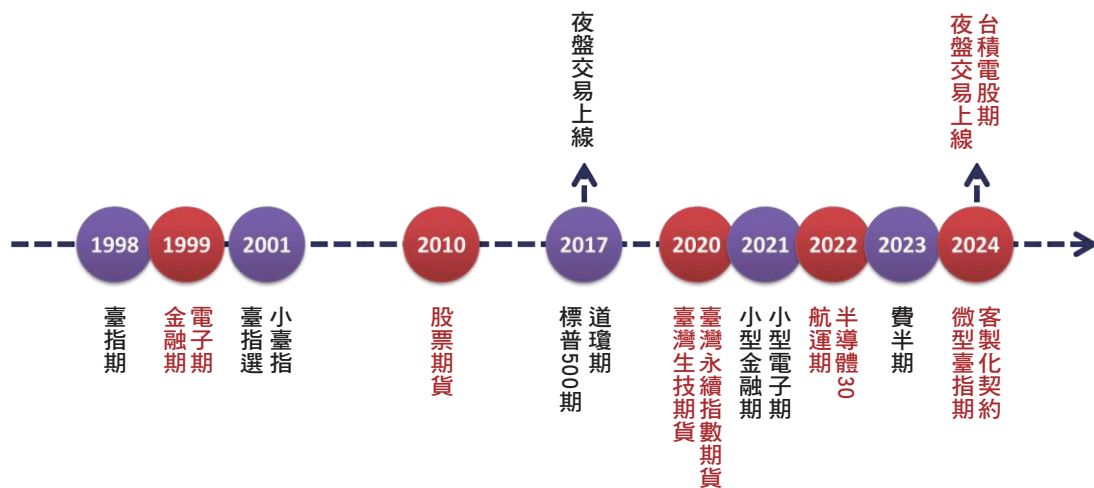 夜盤交易上線
台積電股期
夜盤交易上線
1998
1999
2001
2010
2017
2020
2021
2022
2023
2024
臺指期
電子期
金融期
小臺指
臺指選
股票期貨
道瓊期
標普500期
臺灣永續指數期貨
臺灣生技期貨
小型電子期
小型金融期
半導體30
航運期
費半期
客製化契約
微型臺指期